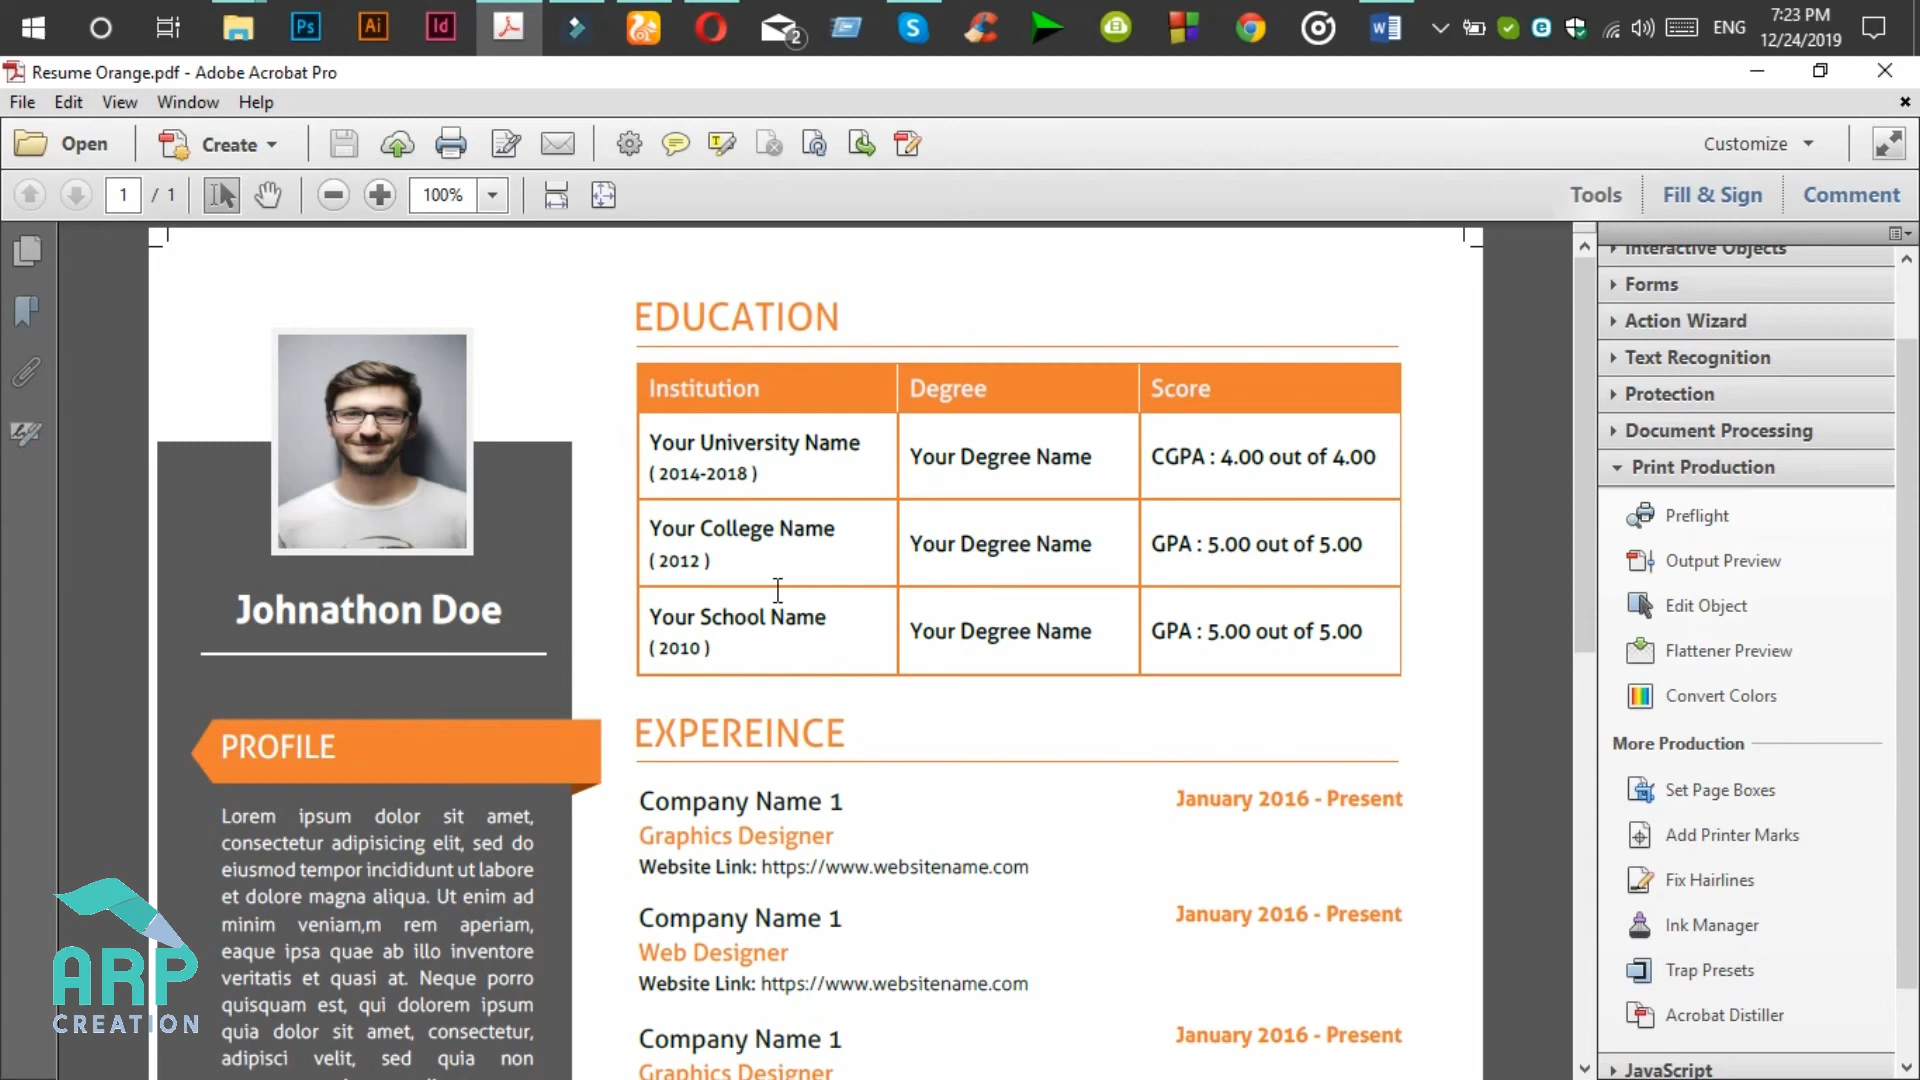 Ps
Ai
Id
2
S
W
ENG
7:23 PM
12/24/2019
Resume Orange.pdf - Adobe Acrobat Pro
File Edit View Window Help
Open
Create
Customize
1 / 1
100%
Tools
Fill & Sign
Comment
EDUCATION
Institution Degree Score
Your University Name
( 2014-2018 )
Your Degree Name
CGPA : 4.00 out of 4.00
Your College Name
( 2012 )
Your Degree Name
GPA : 5.00 out of 5.00
Your School Name
( 2010 )
Your Degree Name
GPA : 5.00 out of 5.00
Johnathon Doe
PROFILE
Lorem ipsum dolor sit amet,
consectetur adipisicing elit, sed do
eiusmod tempor incididunt ut labore
et dolore magna aliqua. Ut enim ad
minim veniam,m rem aperiam,
eaque ipsa quae ab illo inventore
veritatis et quasi at. Neque porro
quisquam est, qui dolorem ipsum
quia dolor sit amet, consectetur,
adipisci velit, sed quia non
EXPEREINCE
Company Name 1
January 2016 - Present
Graphics Designer
Website Link: https://www.websitename.com
Company Name 1
January 2016 - Present
Web Designer
Website Link: https://www.websitename.com
Company Name 1
January 2016 - Present
Graphics Designer
Interactive Objects
Forms
Action Wizard
Text Recognition
Protection
Document Processing
Print Production
Preflight
Output Preview
Edit Object
Flattener Preview
Convert Colors
More Production
Set Page Boxes
Add Printer Marks
Fix Hairlines
Ink Manager
Trap Presets
Acrobat Distiller
JavaScript
ARP
CREATION